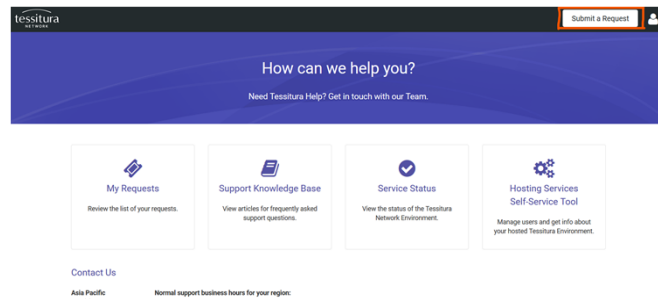 tessitura
NETWORK
Submit a Request
How can we help you?
Need Tessitura Help? Get in touch with our Team.
My Requests
Review the list of your requests.
Support Knowledge Base
View articles for frequently asked
support questions.
Service Status
View the status of the Tessitura
Network Environment.
Hosting Services
Self-Service Tool
Manage users and get info about
your hosted Tessitura Environment.
Contact Us
Asia Pacific
Normal support business hours for your region: